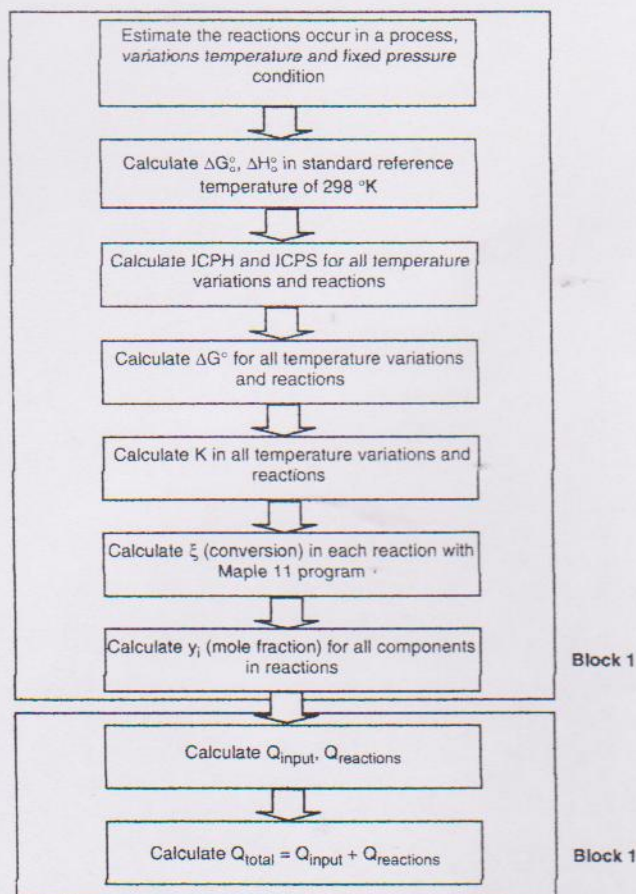 Estimate the reactions occur in a process,
variations temperature and fixed pressure
condition
Calculate ΔG°ₒ, ΔH°ₒ in standard reference
temperature of 298 °K
Calculate ICPH and ICPS for all temperature
variations and reactions
Calculate ΔG° for all temperature variations
and reactions
Calculate K in all temperature variations and
reactions
Calculate ξ (conversion) in each reaction with
Maple 11 program
Calculate yᵢ (mole fraction) for all components
in reactions
Block 1
Calculate Q_input, Q_reactions
Calculate Q_total = Q_input + Q_reactions
Block 1